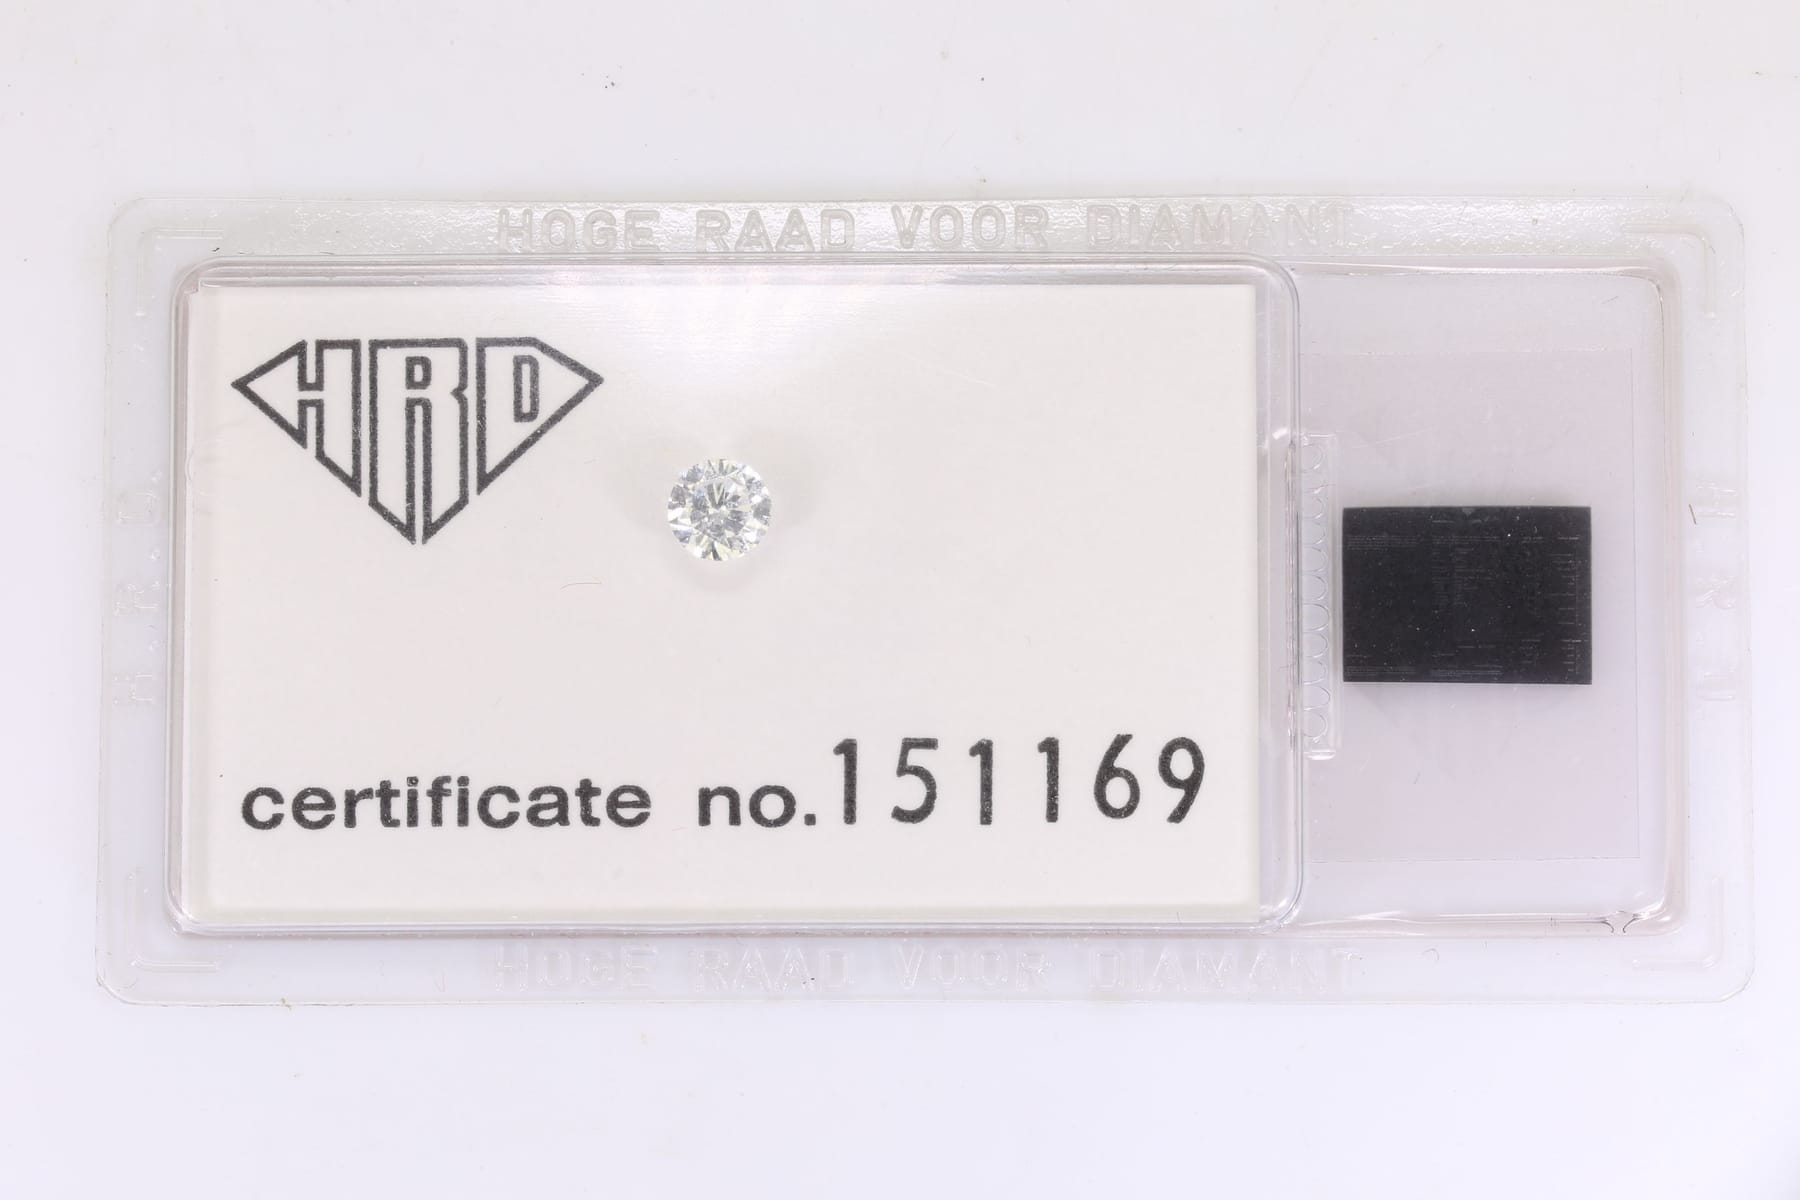 HOGE RAAD VOOR DIAMANT
HRD
H.R.D.
H.R.D
certificate no. 151169
HOGE RAAD VOOR DIAMANT